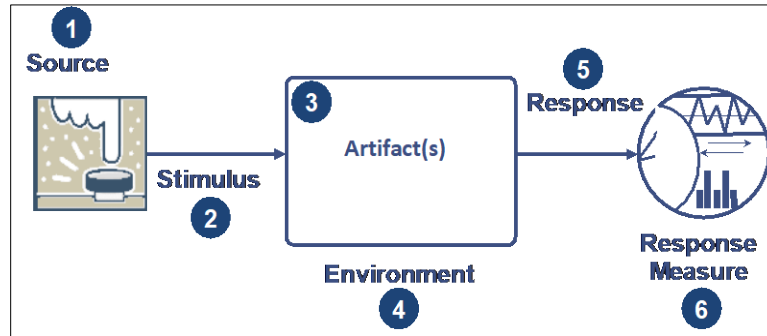 1
Source
Stimulus
2
3
Artifact(s)
Environment
4
5
Response
Response
Measure
6